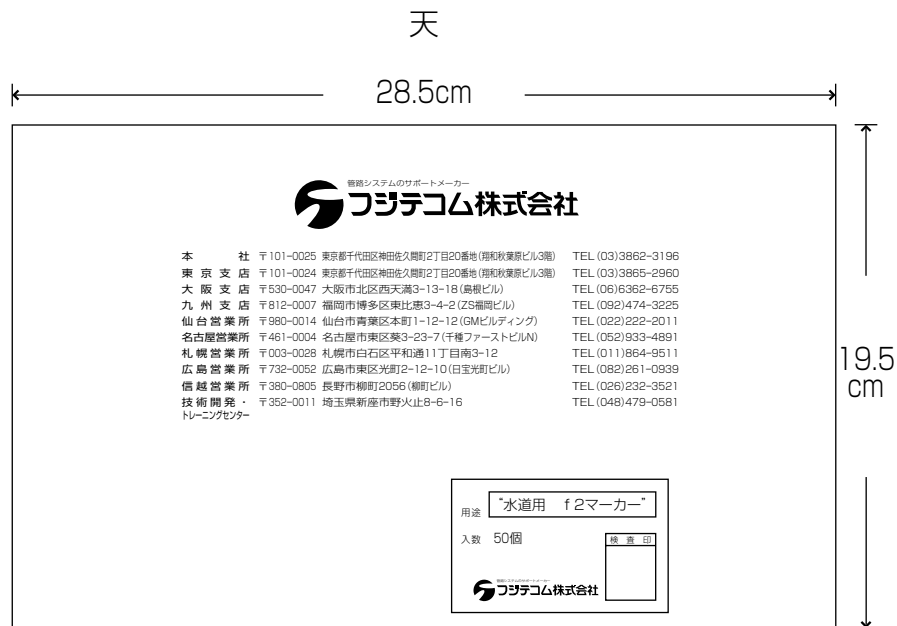 天
28.5cm
管路システムのサポートメーカー
フジテコム株式会社
本社 〒101-0025 東京都千代田区神田佐久間町2丁目20番地(翔和秋葉原ビル3階) TEL(03)3862-3196
東京支店 〒101-0024 東京都千代田区神田佐久間町2丁目20番地(翔和秋葉原ビル3階) TEL(03)3865-2960
大阪支店 〒530-0047 大阪市北区西天満3-13-18(島根ビル) TEL(06)6362-6755
九州支店 〒812-0007 福岡市博多区東比恵3-4-2(ZS福岡ビル) TEL(092)474-3225
仙台営業所 〒980-0014 仙台市青葉区本町1-12-12(GMビルディング) TEL(022)222-2011
名古屋営業所 〒461-0004 名古屋市東区葵3-23-7(千種ファーストビルN) TEL(052)933-4891
札幌営業所 〒003-0028 札幌市白石区平和通11丁目南3-12 TEL(011)864-9511
広島営業所 〒732-0052 広島市東区光町2-12-10(日宝光町ビル) TEL(082)261-0939
信越営業所 〒380-0805 長野市柳町2056(柳町ビル) TEL(026)232-3521
技術開発・ 〒352-0011 埼玉県新座市野火止8-6-16 TEL(048)479-0581
トレーニングセンター
19.5
cm
用途 “水道用 f2マーカー”
入数 50個
検査印
管路システムのサポートメーカー
フジテコム株式会社